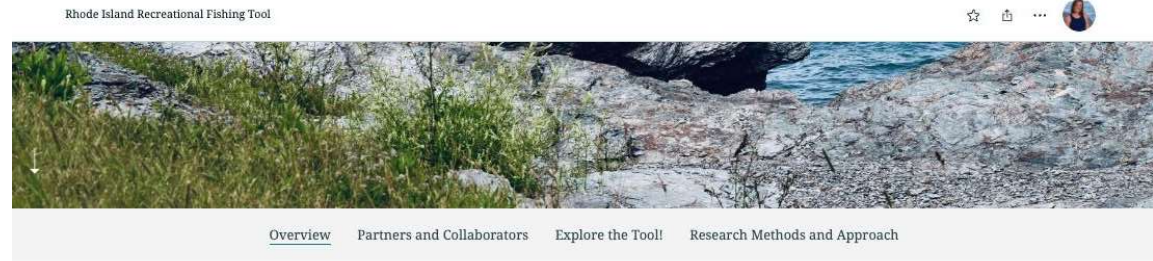 Rhode Island Recreational Fishing Tool
Overview Partners and Collaborators Explore the Tool! Research Methods and Approach